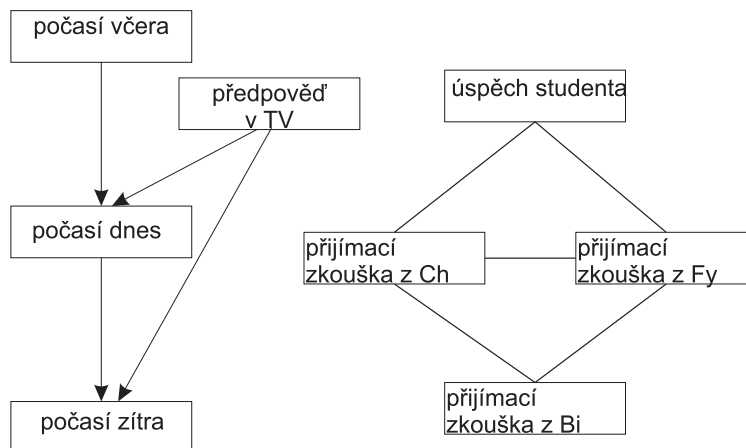 počasí včera
předpověď
v TV
počasí dnes
počasí zítra
úspěch studenta
přijímací
zkouška z Ch
přijímací
zkouška z Fy
přijímací
zkouška z Bi